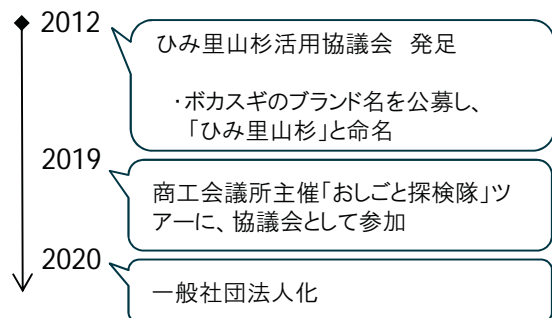 2012
ひみ里山杉活用協議会　発足
・ボカスギのブランド名を公募し、
「ひみ里山杉」と命名
2019
商工会議所主催「おしごと探検隊」ツ
アーに、協議会として参加
2020
一般社団法人化